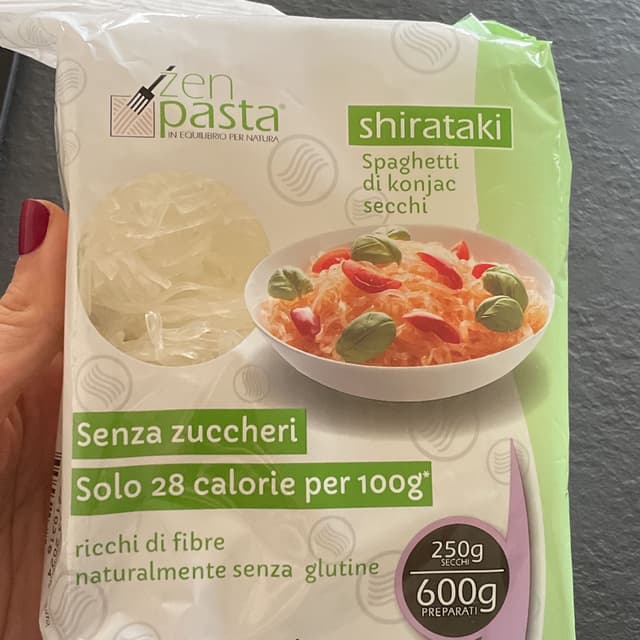 zen
pasta®
IN EQUILIBRIO PER NATURA
shirataki
Spaghetti
di konjac
secchi
Senza zuccheri
Solo 28 calorie per 100g*
ricchi di fibre
naturalmente senza glutine
250g
SECCHI
600g
PREPARATI